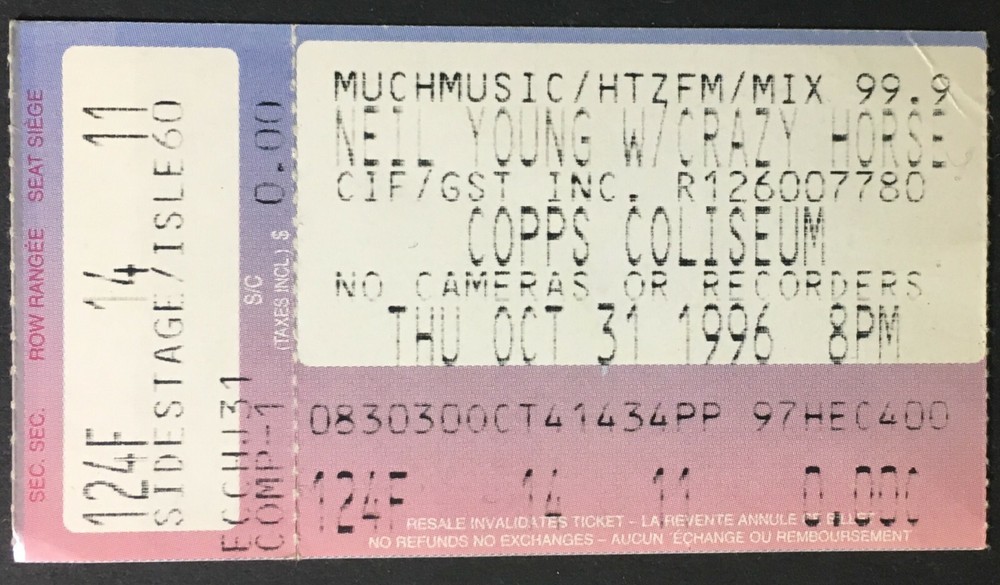 SEC. SEC. ROW RANGÉE SEAT SIÈGE
124F 14 11
SIDESTAGE/ISLE60
ECH131
COMP-1 0.00
S/C
(TAXES INCL.) $
MUCHMUSIC/HTZFM/MIX 99.9
NEIL YOUNG W/CRAZY HORSE
CIF/GST INC. R126007780
COPPS COLISEUM
NO CAMERAS OR RECORDERS
THU OCT 31 1996 8PM
0830300CT41434PP 97HEC400
124F 14 11 0.00C
RESALE INVALIDATES TICKET – LA REVENTE ANNULE CE BILLET
NO REFUNDS NO EXCHANGES – AUCUN ÉCHANGE OU REMBOURSEMENT